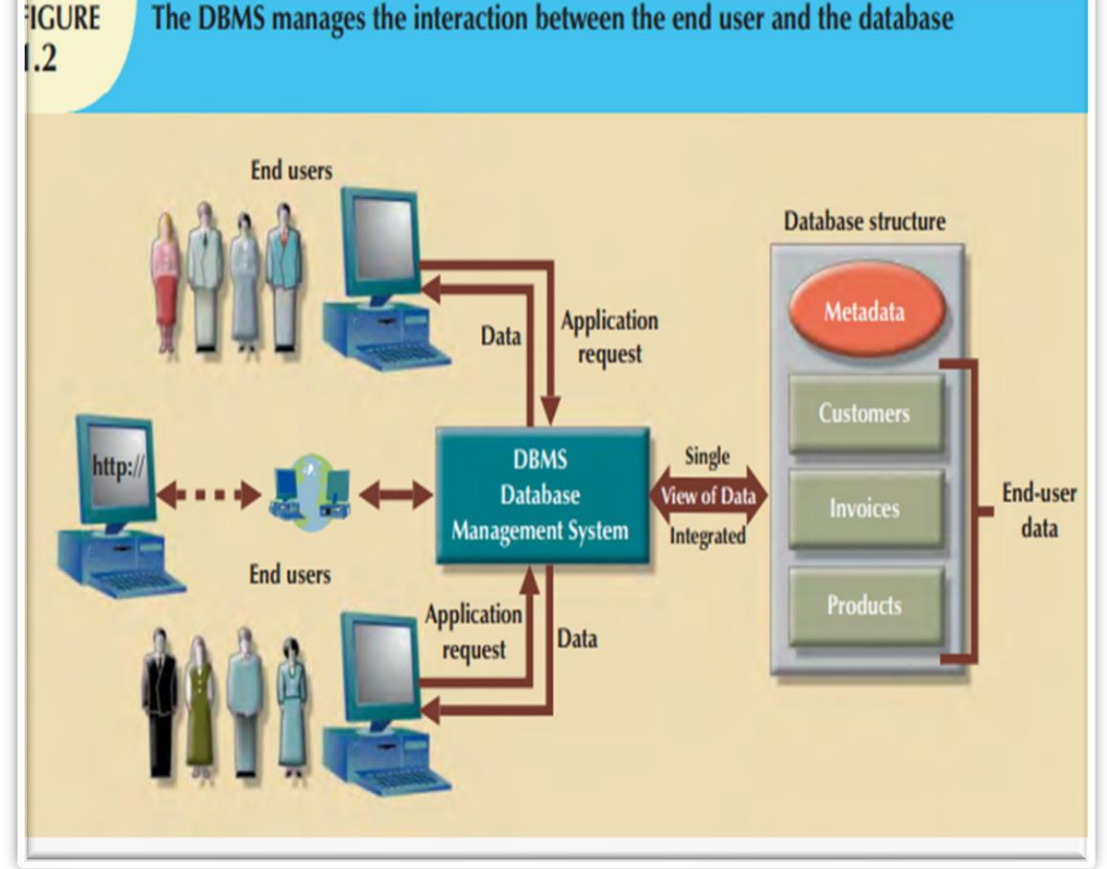 FIGURE
1.2
The DBMS manages the interaction between the end user and the database
End users
Data
Application
request
http://
DBMS
Database
Management System
Single
View of Data
Integrated
Database structure
Metadata
Customers
Invoices
Products
End-user
data
End users
Application
request
Data